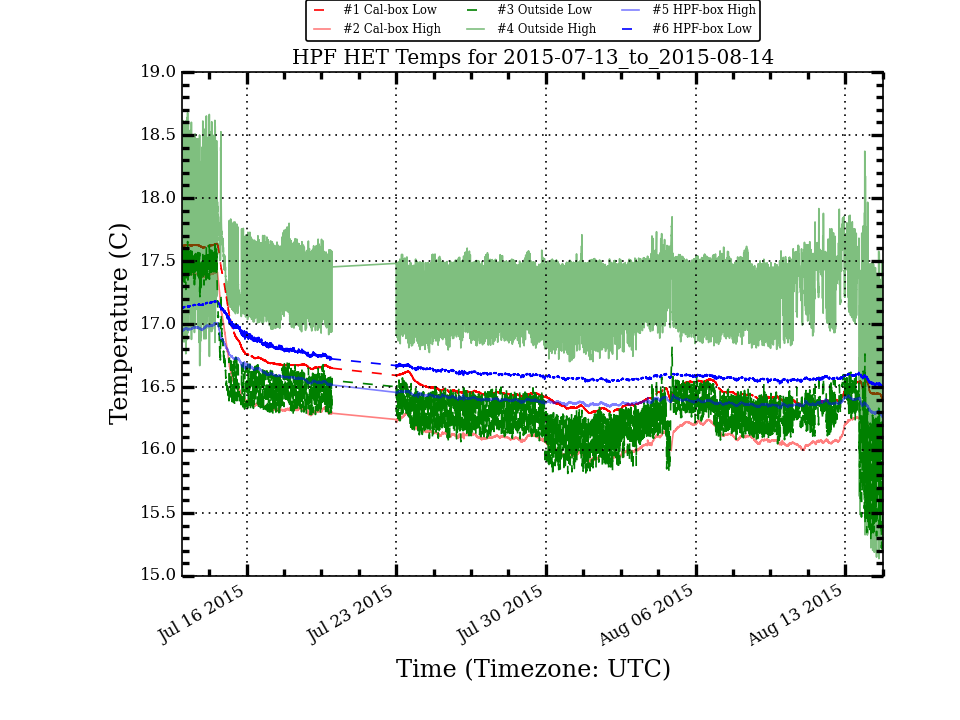 #1 Cal-box Low #3 Outside Low #5 HPF-box High
#2 Cal-box High #4 Outside High #6 HPF-box Low
HPF HET Temps for 2015-07-13_to_2015-08-14
19.0
18.5
18.0
17.5
17.0
16.5
16.0
15.5
15.0
Temperature (C)
Jul 16 2015 Jul 23 2015 Jul 30 2015 Aug 06 2015 Aug 13 2015
Time (Timezone: UTC)